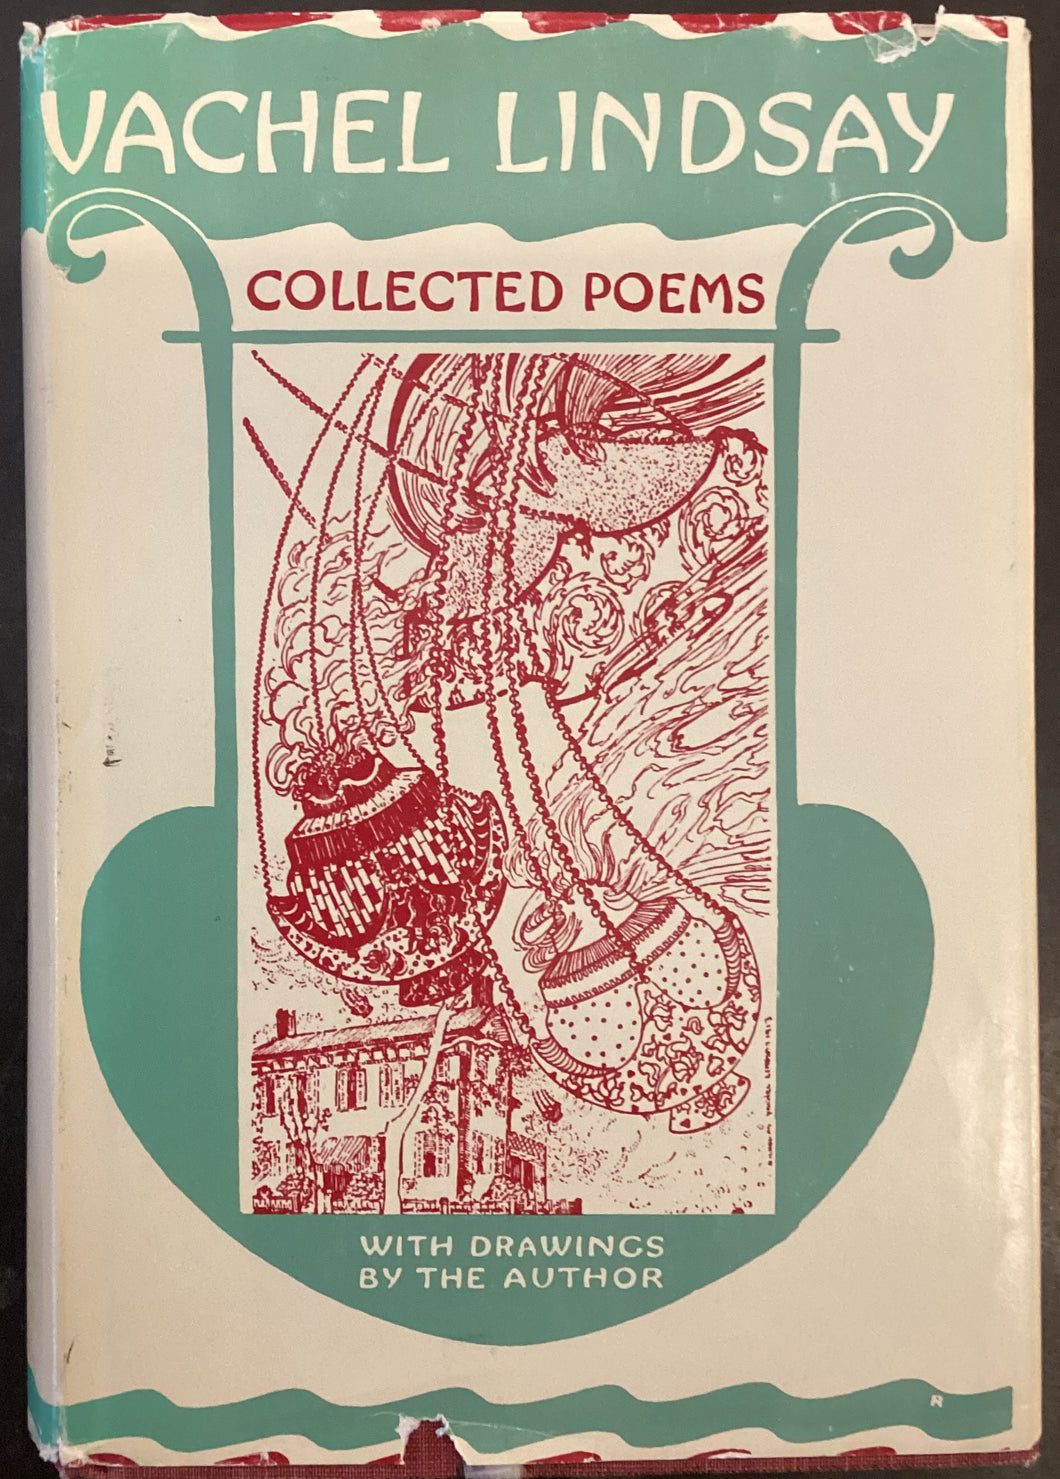 VACHEL LINDSAY
COLLECTED POEMS
WITH DRAWINGS
BY THE AUTHOR
R